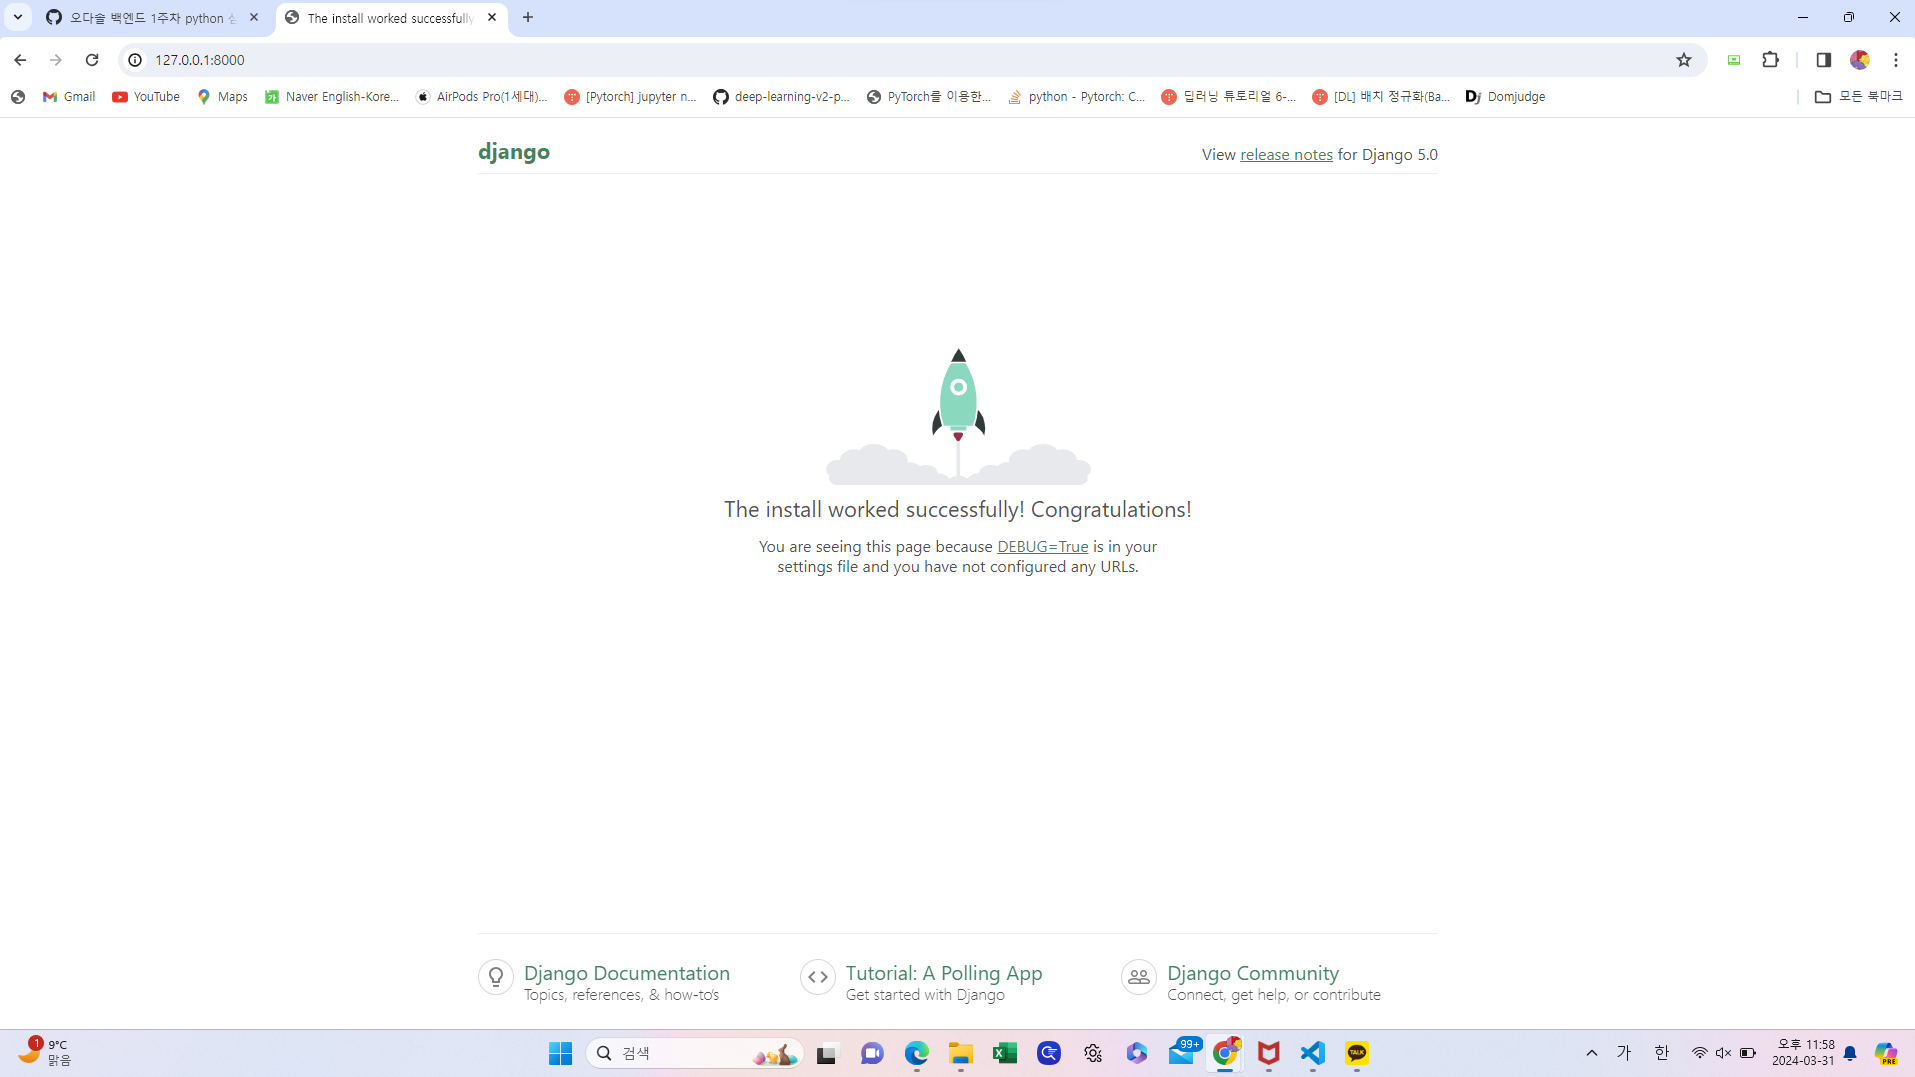 오다솔 백엔드 1주차 python 심
The install worked successfully
127.0.0.1:8000
Gmail
YouTube
Maps
Naver English-Kore...
AirPods Pro(1세대)...
[Pytorch] jupyter n...
deep-learning-v2-p...
PyTorch를 이용한...
python - Pytorch: C...
딥러닝 튜토리얼 6-...
[DL] 배치 정규화(Ba...
Domjudge
모든 북마크
django
View release notes for Django 5.0
The install worked successfully! Congratulations!
You are seeing this page because DEBUG=True is in your
settings file and you have not configured any URLs.
Django Documentation
Topics, references, & how-to's
Tutorial: A Polling App
Get started with Django
Django Community
Connect, get help, or contribute
1
9°C
맑음
검색
99+
TALK
가
한
오후 11:58
2024-03-31
PRE